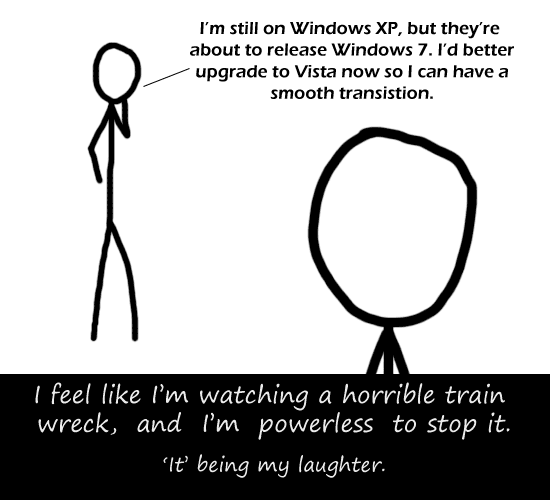 I'm still on Windows XP, but they're
about to release Windows 7. I'd better
upgrade to Vista now so I can have a
smooth transistion.
I feel like I'm watching a horrible train
wreck, and I'm powerless to stop it.
'It' being my laughter.